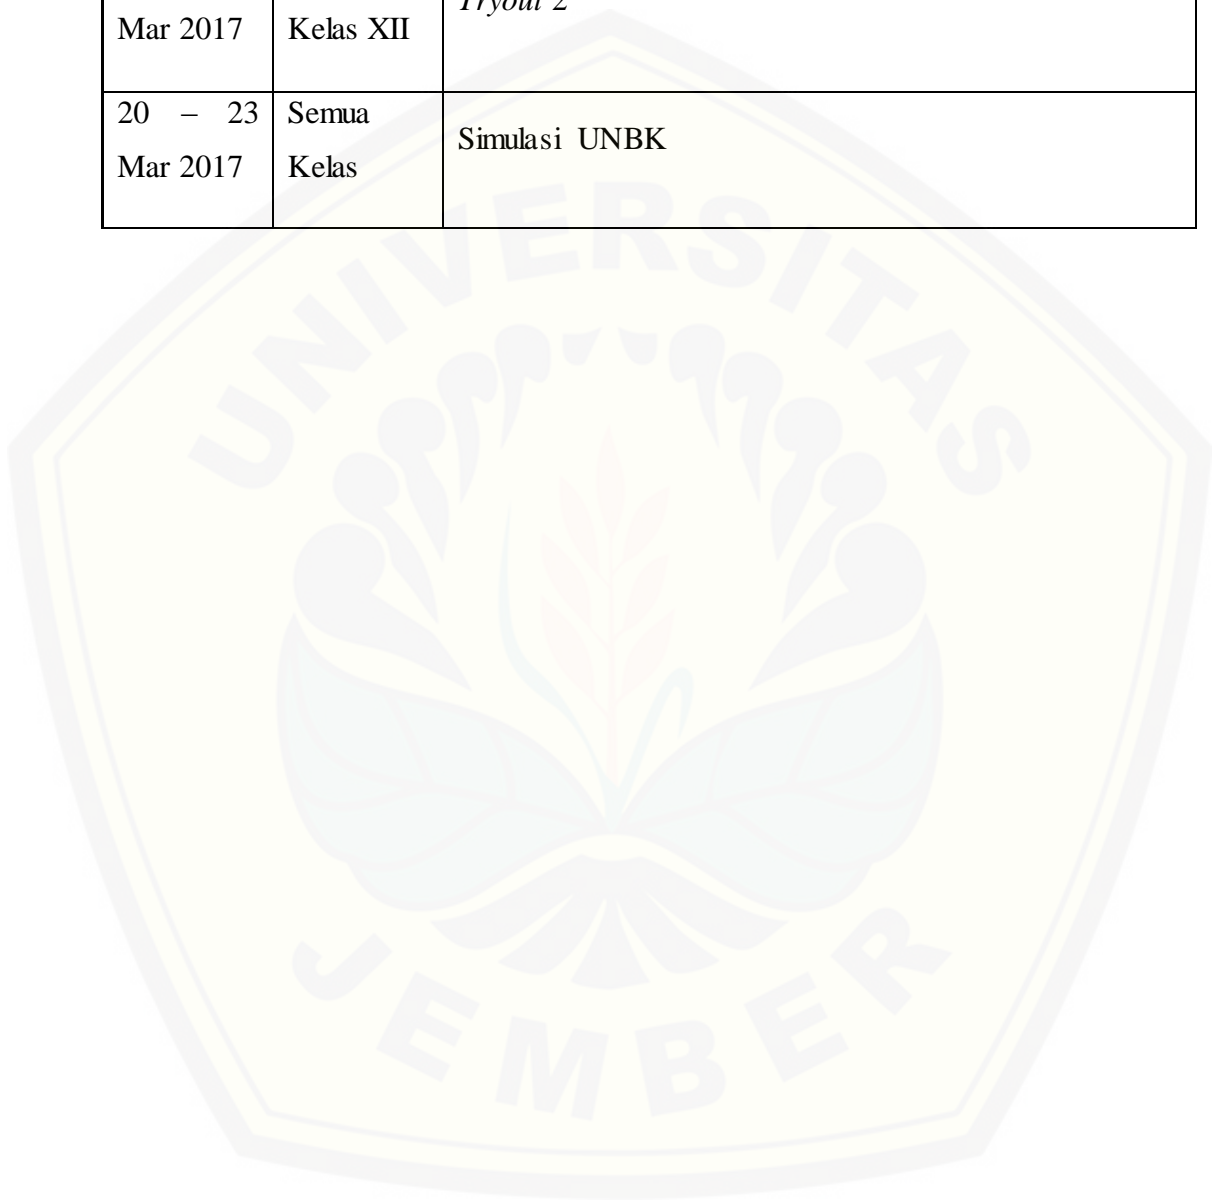 Tryout 2
Mar 2017 Kelas XII
20 – 23 Semua
Simulasi UNBK
Mar 2017 Kelas
UNIVERSITAS
JEMBER